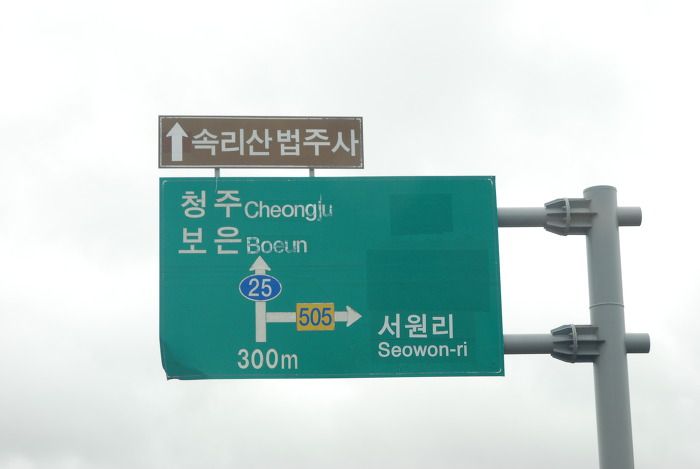 속리산법주사
청주 Cheongju
보은 Boeun
25
505
서원리
Seowon-ri
300m